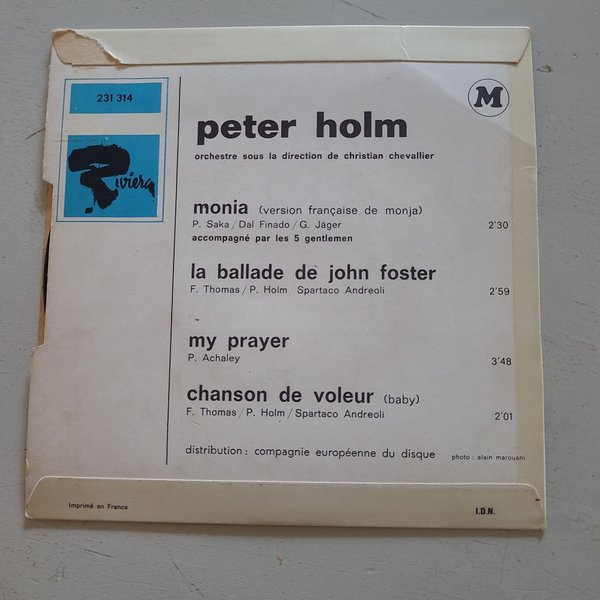 231 314
Riviera
M
peter holm
orchestre sous la direction de christian chevallier
monia (version française de monja)
P. Saka/Dal Finado/G. Jäger 2'30
accompagné par les 5 gentlemen
la ballade de john foster
F. Thomas/P. Holm/Spartaco Andreoli 2'59
my prayer
P. Achaley 3'48
chanson de voleur (baby)
F. Thomas/P. Holm/Spartaco Andreoli 2'01
distribution: compagnie européenne du disque photo: alain marouani
Imprimé en France I.D.N.